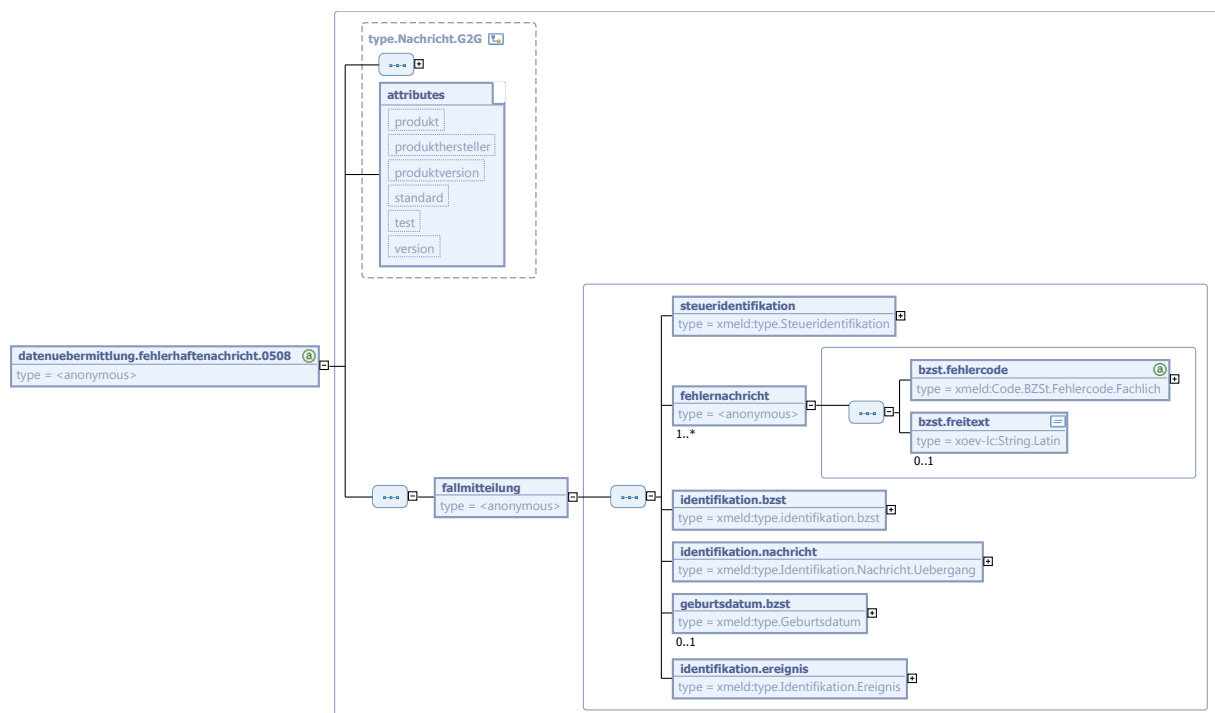 type.Nachricht.G2G
attributes
produkt
produkthersteller
produktversion
standard
test
version
datenuebermittlung.fehlerhaftenachricht.0508 a
type = <anonymous>
fallmitteilung
type = <anonymous>
steueridentifikation
type = xmeld:type.Steueridentifikation
fehlernachricht
type = <anonymous>
1..*
bzst.fehlercode a
type = xmeld:Code.BZSt.Fehlercode.Fachlich
bzst.freitext
type = xoev-lc:String.Latin
0..1
identifikation.bzst
type = xmeld:type.identifikation.bzst
identifikation.nachricht
type = xmeld:type.Identifikation.Nachricht.Uebergang
geburtsdatum.bzst
type = xmeld:type.Geburtsdatum
0..1
identifikation.ereignis
type = xmeld:type.Identifikation.Ereignis